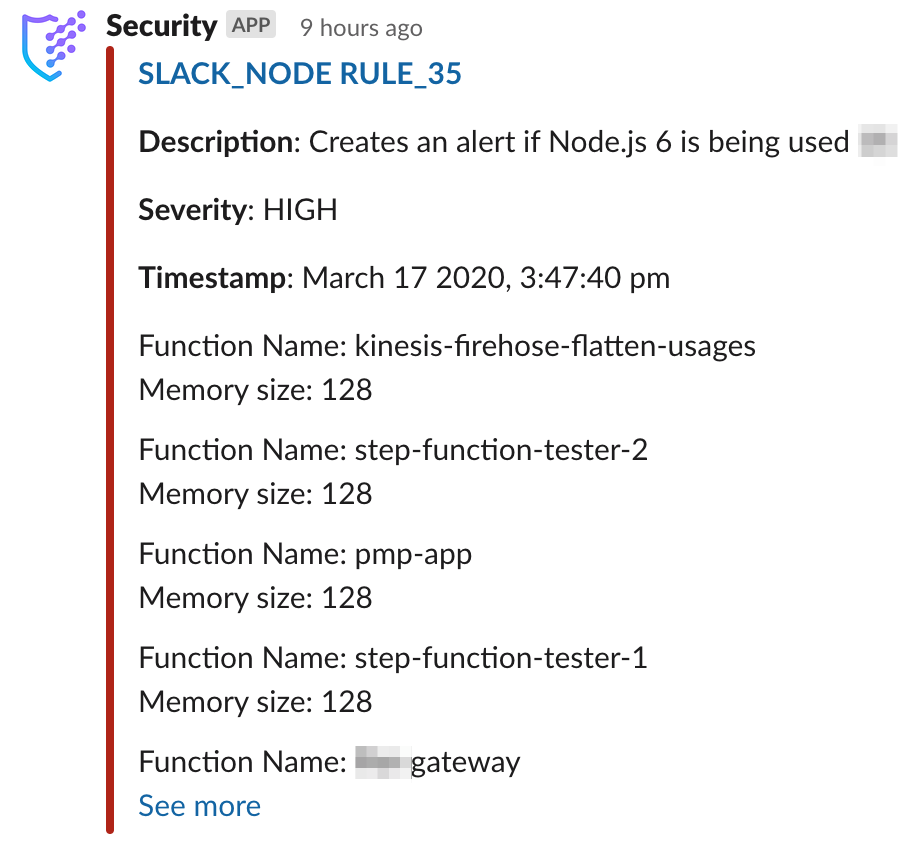 Security APP 9 hours ago
SLACK_NODE RULE_35
Description: Creates an alert if Node.js 6 is being used
Severity: HIGH
Timestamp: March 17 2020, 3:47:40 pm
Function Name: kinesis-firehose-flatten-usages
Memory size: 128
Function Name: step-function-tester-2
Memory size: 128
Function Name: pmp-app
Memory size: 128
Function Name: step-function-tester-1
Memory size: 128
Function Name: gateway
See more